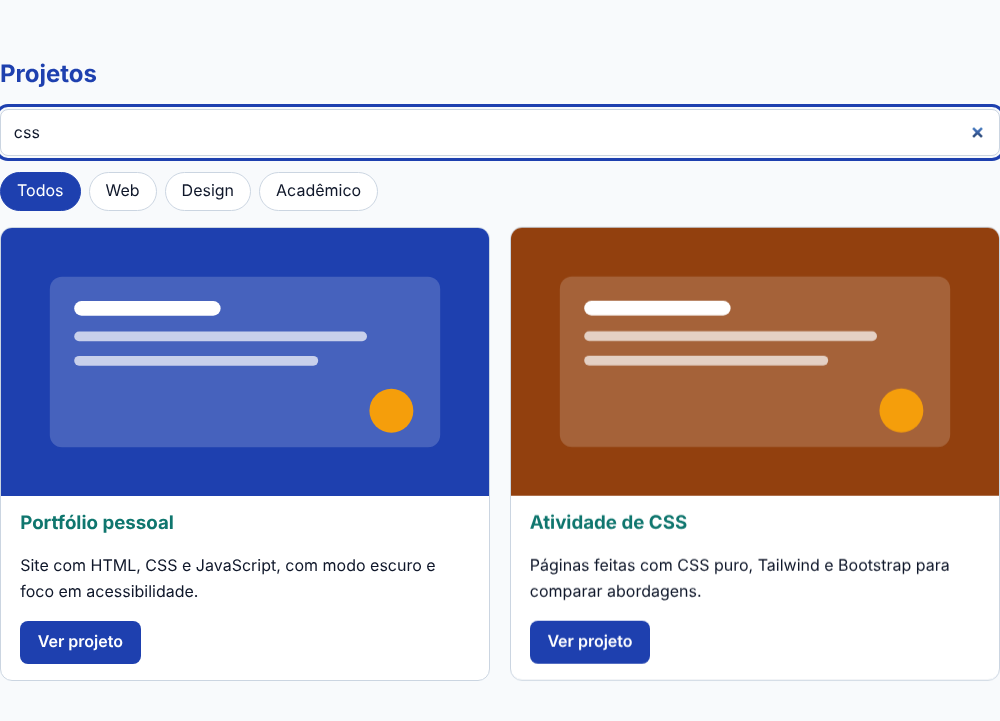 Projetos
css
Todos
Web
Design
Acadêmico
Portfólio pessoal
Site com HTML, CSS e JavaScript, com modo escuro e
foco em acessibilidade.
Ver projeto
Atividade de CSS
Páginas feitas com CSS puro, Tailwind e Bootstrap para
comparar abordagens.
Ver projeto